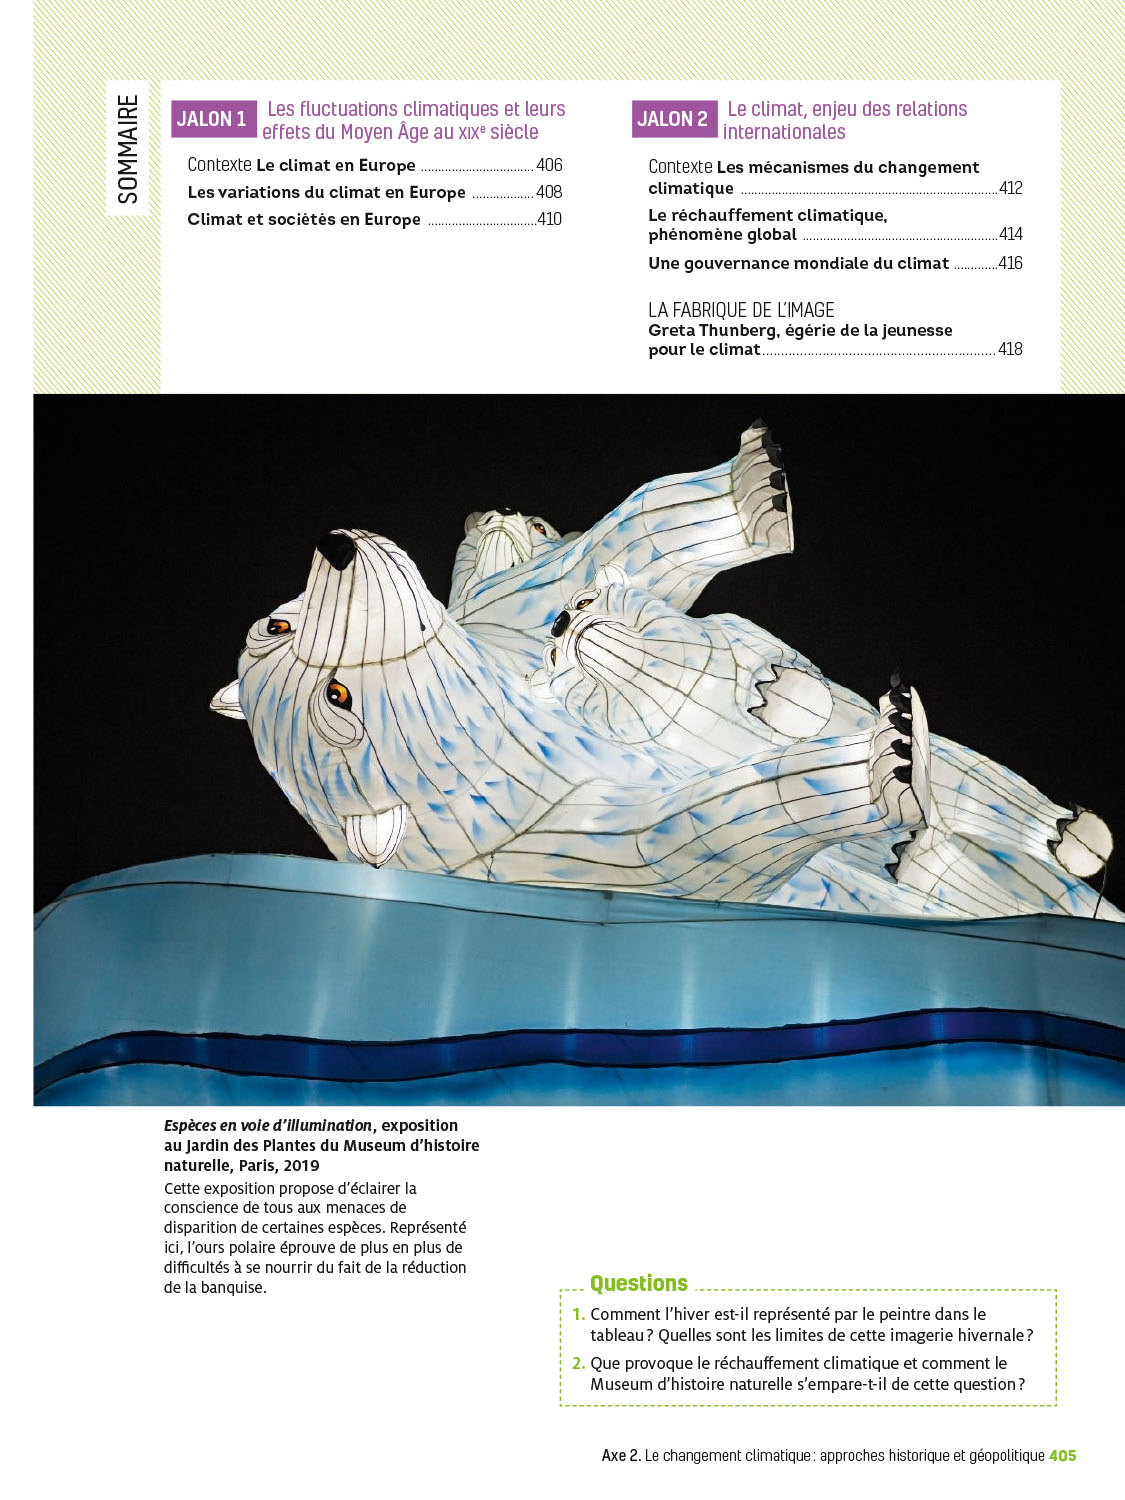 SOMMAIRE
JALON 1 Les fluctuations climatiques et leurs
effets du Moyen Âge au XIXe siècle
Contexte Le climat en Europe ................................. 406
Les variations du climat en Europe .................. 408
Climat et sociétés en Europe ................................410
JALON 2 Le climat, enjeu des relations
internationales
Contexte Les mécanismes du changement
climatique ...........................................................................412
Le réchauffement climatique,
phénomène global .........................................................414
Une gouvernance mondiale du climat .............416
LA FABRIQUE DE L'IMAGE
Greta Thunberg, égérie de la jeunesse
pour le climat.............................................................. 418
Espèces en voie d'illumination, exposition
au Jardin des Plantes du Museum d'histoire
naturelle, Paris, 2019
Cette exposition propose d'éclairer la
conscience de tous aux menaces de
disparition de certaines espèces. Représenté
ici, l'ours polaire éprouve de plus en plus de
difficultés à se nourrir du fait de la réduction
de la banquise.
Questions
1. Comment l'hiver est-il représenté par le peintre dans le
tableau ? Quelles sont les limites de cette imagerie hivernale ?
2. Que provoque le réchauffement climatique et comment le
Museum d'histoire naturelle s'empare-t-il de cette question ?
Axe 2. Le changement climatique : approches historique et géopolitique 405